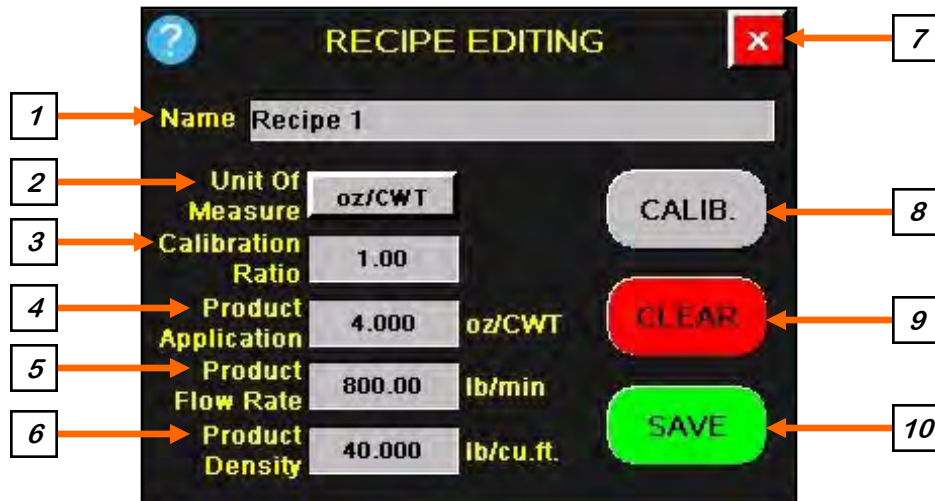 ? RECIPE EDITING X 7
1 Name Recipe 1
2 Unit Of Measure oz/CWT CALIB. 8
3 Calibration Ratio 1.00
4 Product Application 4.000 oz/CWT CLEAR 9
5 Product Flow Rate 800.00 lb/min
6 Product Density 40.000 lb/cu.ft. SAVE 10